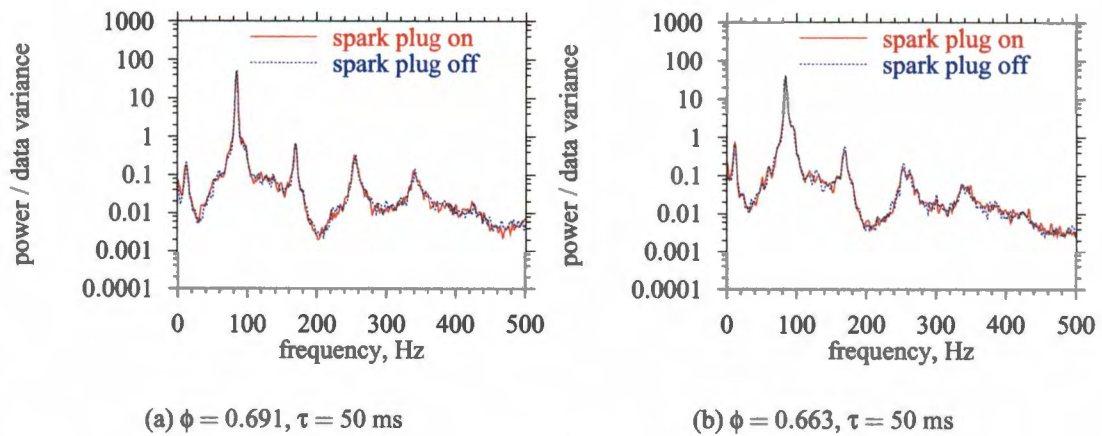 power / data variance
1000
100
10
1
0.1
0.01
0.001
0.0001
spark plug on
spark plug off
0 100 200 300 400 500
frequency, Hz
(a) ϕ = 0.691, τ = 50 ms
power / data variance
1000
100
10
1
0.1
0.01
0.001
0.0001
spark plug on
spark plug off
0 100 200 300 400 500
frequency, Hz
(b) ϕ = 0.663, τ = 50 ms